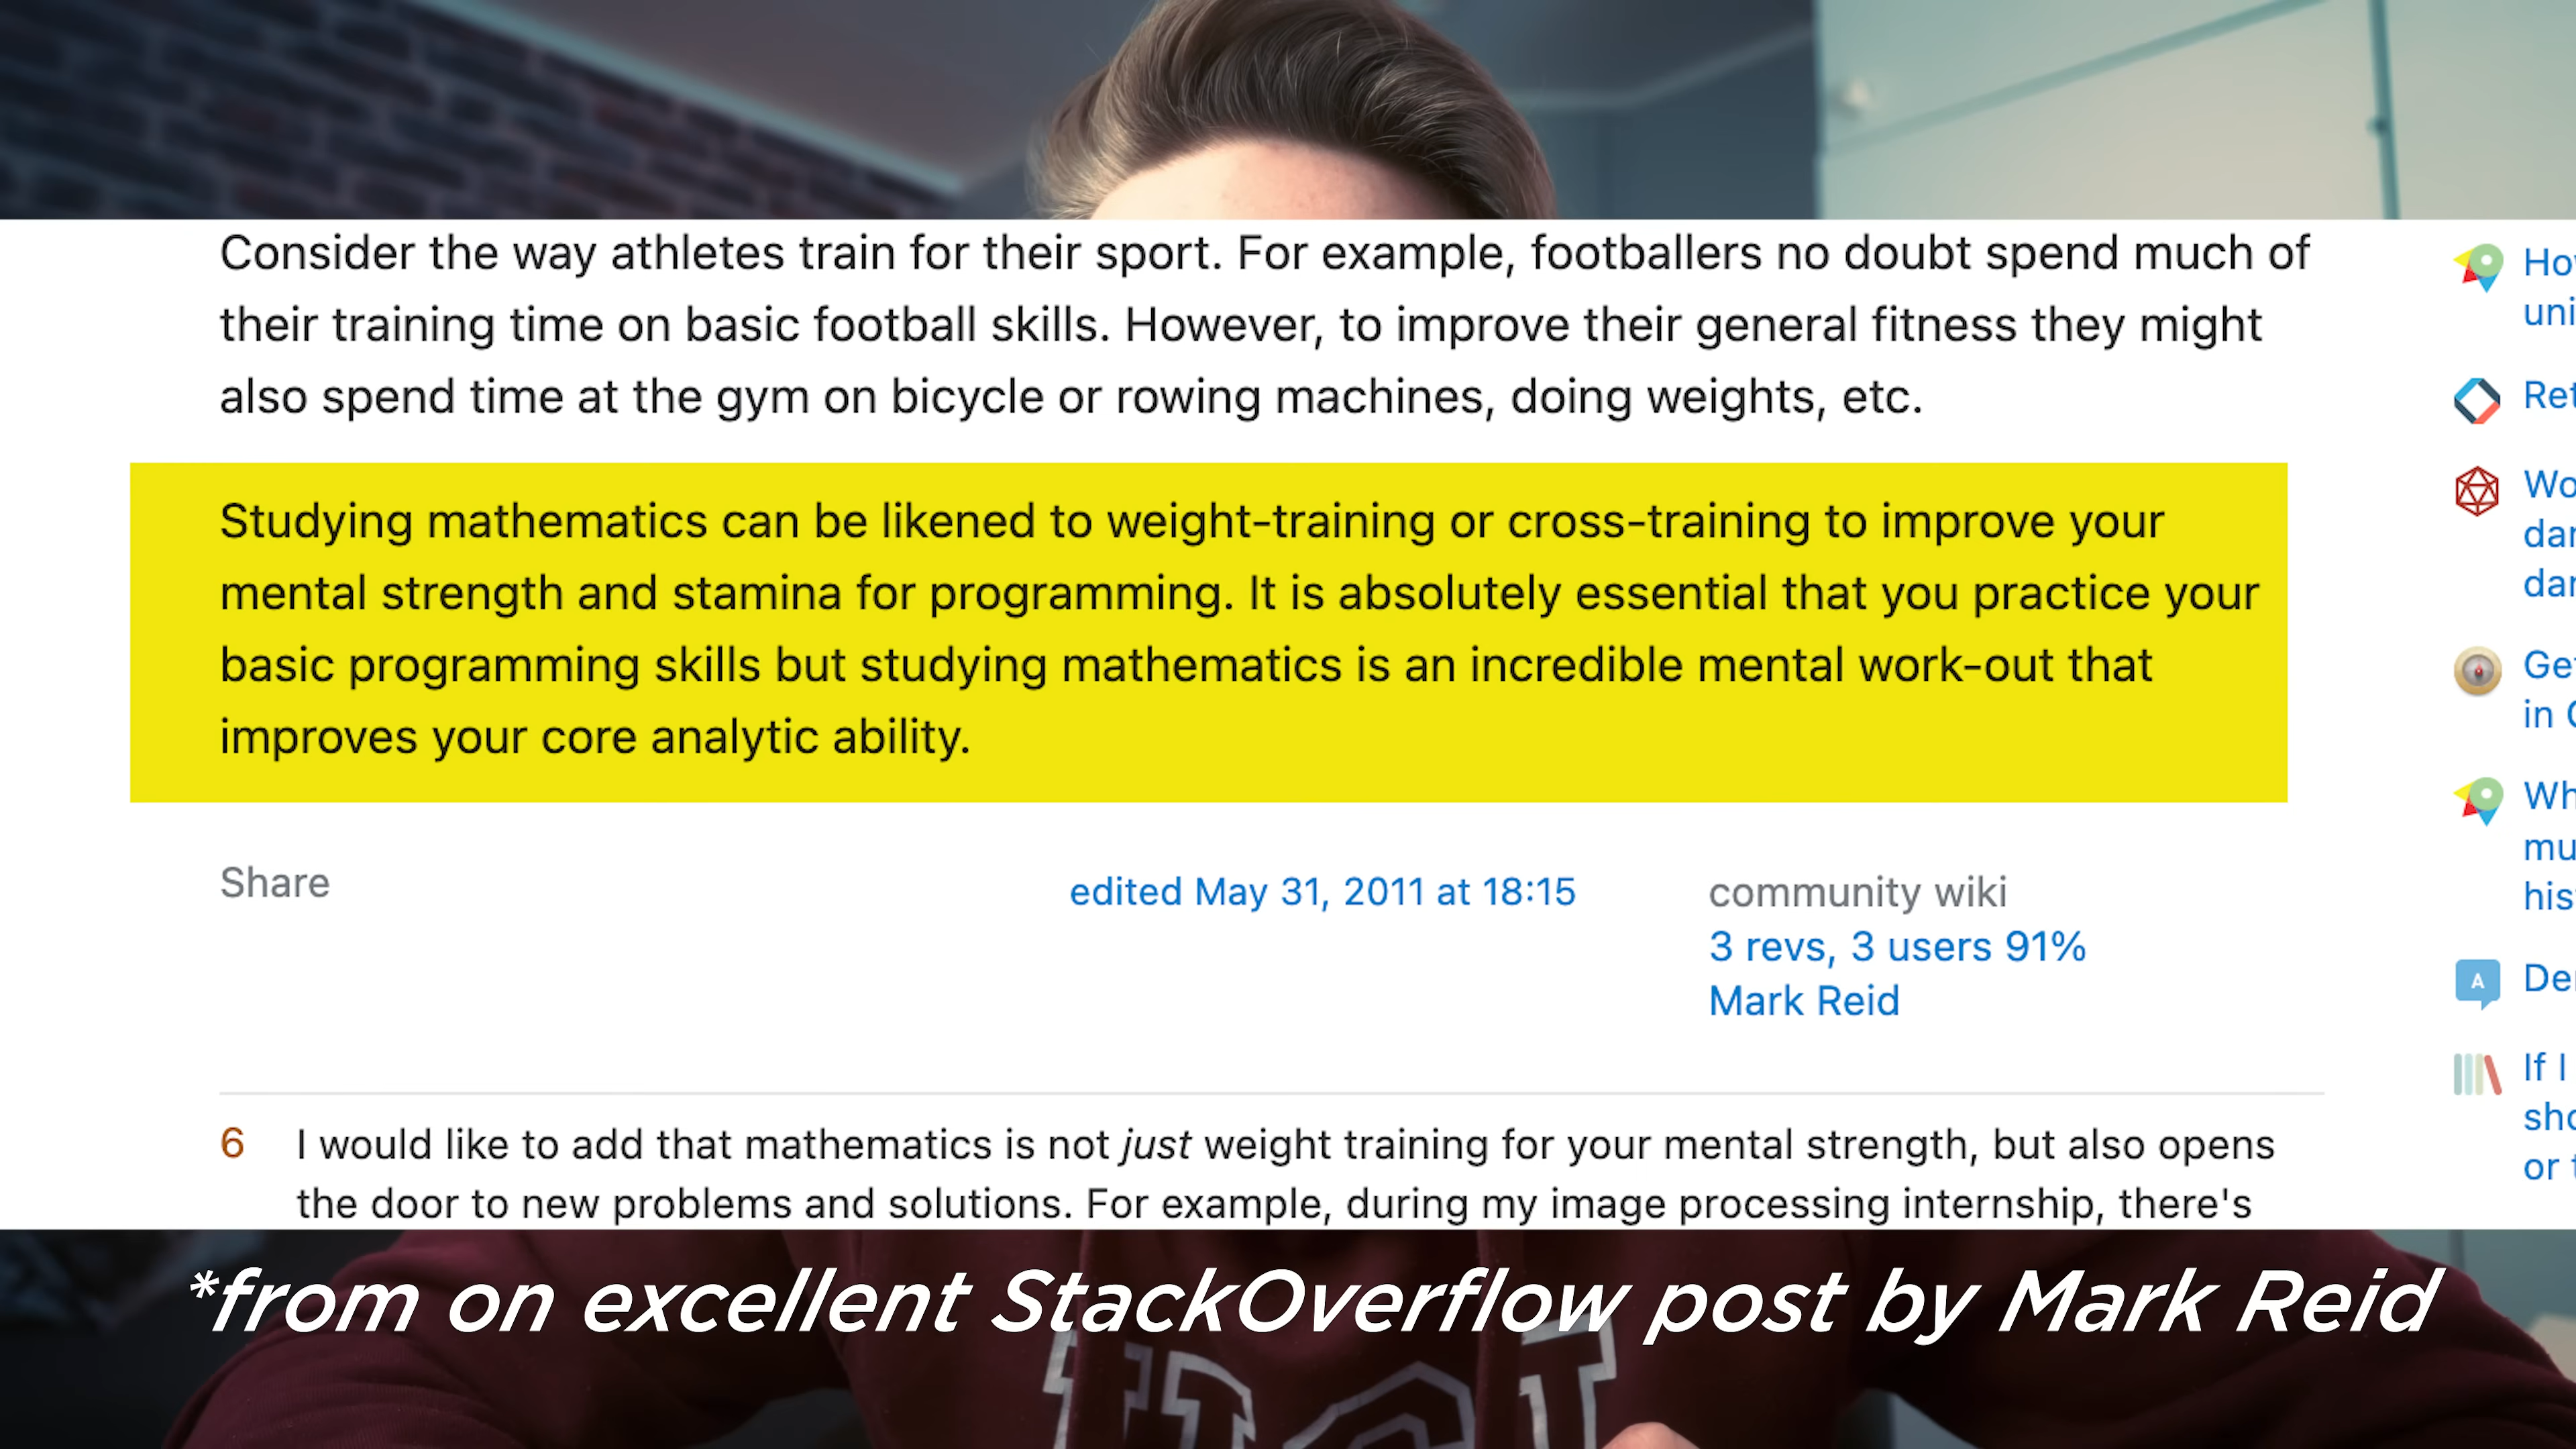 Consider the way athletes train for their sport. For example, footballers no doubt spend much of
their training time on basic football skills. However, to improve their general fitness they might
also spend time at the gym on bicycle or rowing machines, doing weights, etc.
Studying mathematics can be likened to weight-training or cross-training to improve your
mental strength and stamina for programming. It is absolutely essential that you practice your
basic programming skills but studying mathematics is an incredible mental work-out that
improves your core analytic ability.
Share
edited May 31, 2011 at 18:15
community wiki
3 revs, 3 users 91%
Mark Reid
6 I would like to add that mathematics is not just weight training for your mental strength, but also opens
the door to new problems and solutions. For example, during my image processing internship, there's
in
A
If I
or
*from on excellent StackOverflow post by Mark Reid